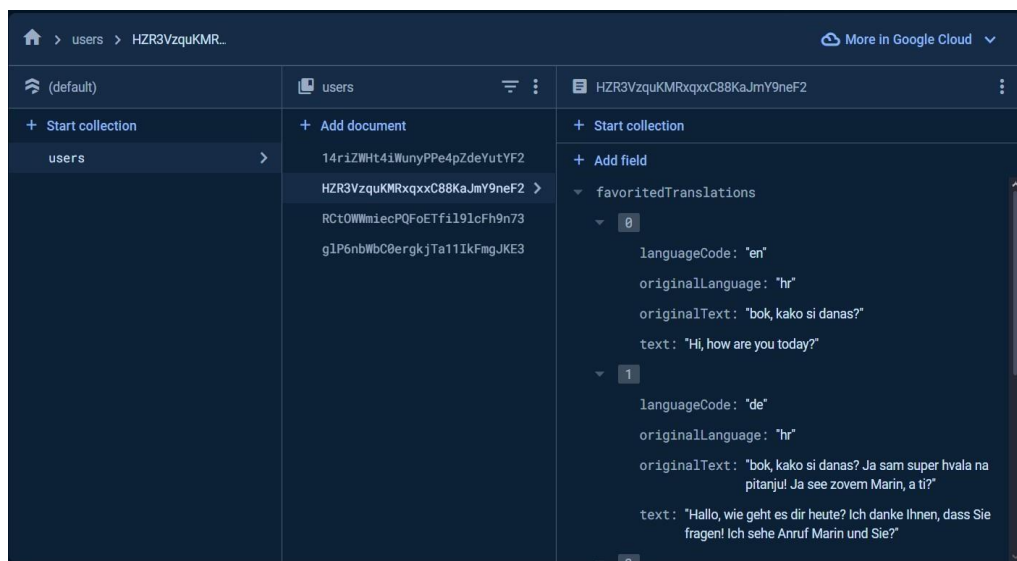 users
HZR3VzquKMR...
More in Google Cloud
(default)
users
HZR3VzquKMRxqxxC88KaJmY9neF2
+ Start collection
+ Add document
+ Start collection
users
14riZWHt4iWunyPPe4pZdeYutYF2
+ Add field
HZR3VzquKMRxqxxC88KaJmY9neF2
favoritedTranslations
RCtOWWmiecPQFoETfil9lcFh9n73
0
glP6nbWbC0ergkjTa11IkFmgJKE3
languageCode: "en"
originalLanguage: "hr"
originalText: "bok, kako si danas?"
text: "Hi, how are you today?"
1
languageCode: "de"
originalLanguage: "hr"
originalText: "bok, kako si danas? Ja sam super hvala na
pitanju! Ja see zovem Marin, a ti?"
text: "Hallo, wie geht es dir heute? Ich danke Ihnen, dass Sie
fragen! Ich sehe Anruf Marin und Sie?"